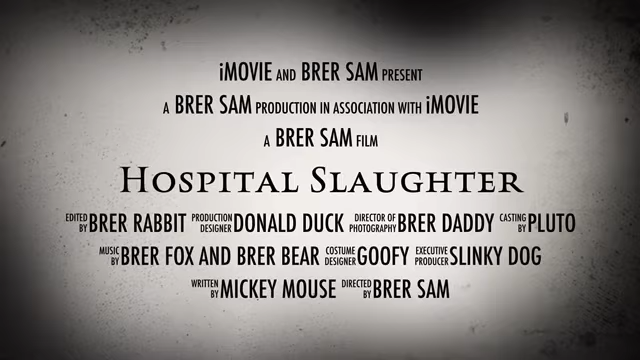 iMOVIE AND BRER SAM PRESENT
A BRER SAM PRODUCTION IN ASSOCIATION WITH iMOVIE
A BRER SAM FILM
HOSPITAL SLAUGHTER
EDITED BY BRER RABBIT PRODUCTION DESIGNER DONALD DUCK DIRECTOR OF PHOTOGRAPHY BRER DADDY CASTING BY PLUTO
MUSIC BY BRER FOX AND BRER BEAR COSTUME DESIGNER GOOFY EXECUTIVE PRODUCER SLINKY DOG
WRITTEN BY MICKEY MOUSE DIRECTED BY BRER SAM